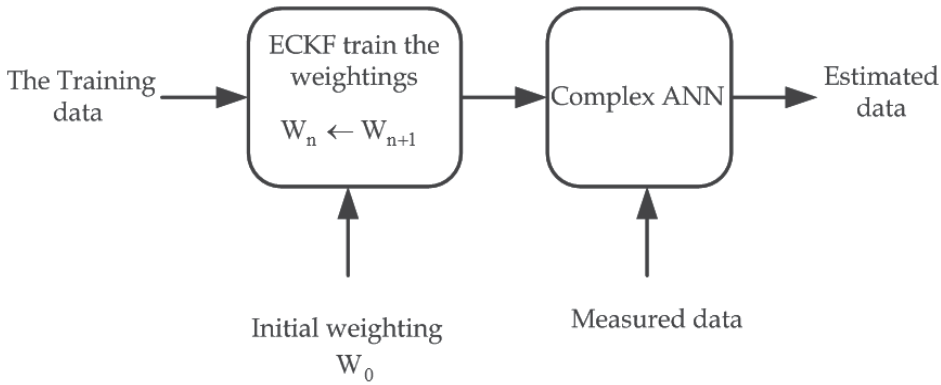 The Training
data
ECKF train the
weightings
Wₙ ← Wₙ₊₁
Complex ANN
Estimated
data
Initial weighting
W₀
Measured data